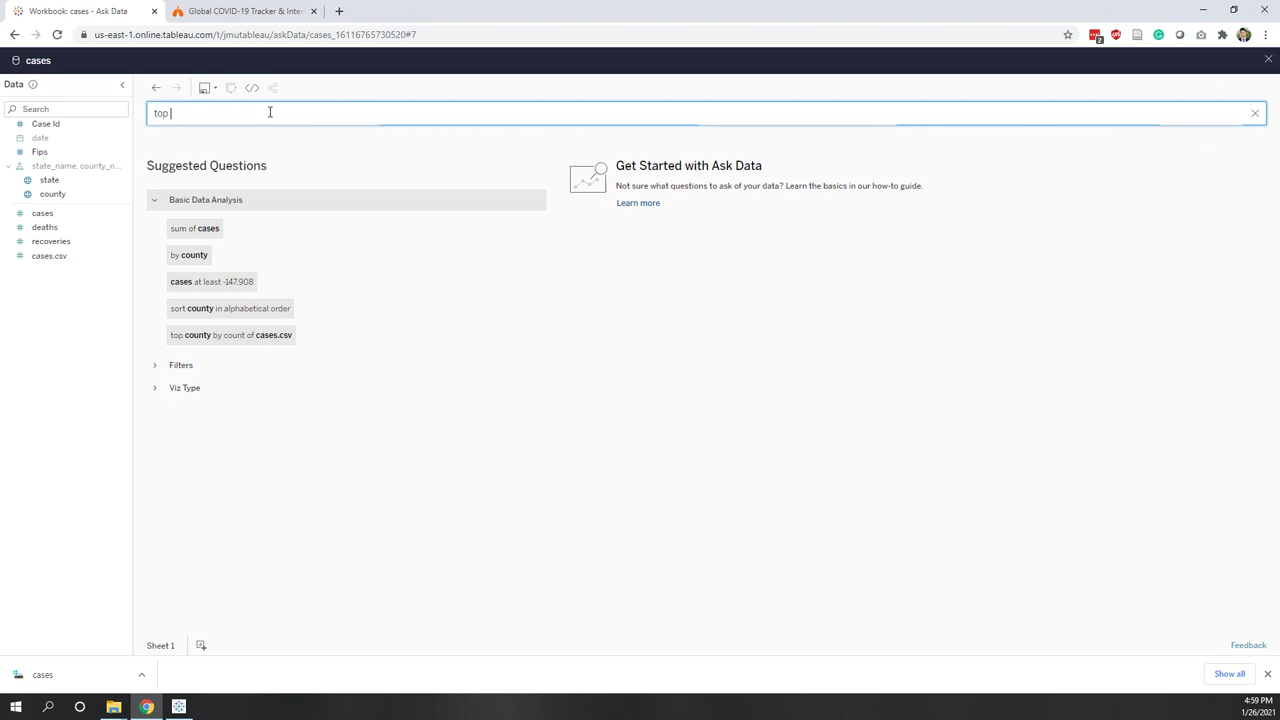 Workbook: cases - Ask Data
Global COVID-19 Tracker & Inter
us-east-1.online.tableau.com/t/jmutableau/askData/cases_16116765730520#7
2
cases
Data
Search
Case Id
date
Fips
state_name, county_n...
state
county
cases
deaths
recoveries
cases.csv
top
Suggested Questions
Basic Data Analysis
sum of cases
by county
cases at least -147,908
sort county in alphabetical order
top county by count of cases.csv
Filters
Viz Type
Get Started with Ask Data
Not sure what questions to ask of your data? Learn the basics in our how-to guide.
Learn more
Sheet 1
Feedback
cases
Show all
4:59 PM
1/26/2021